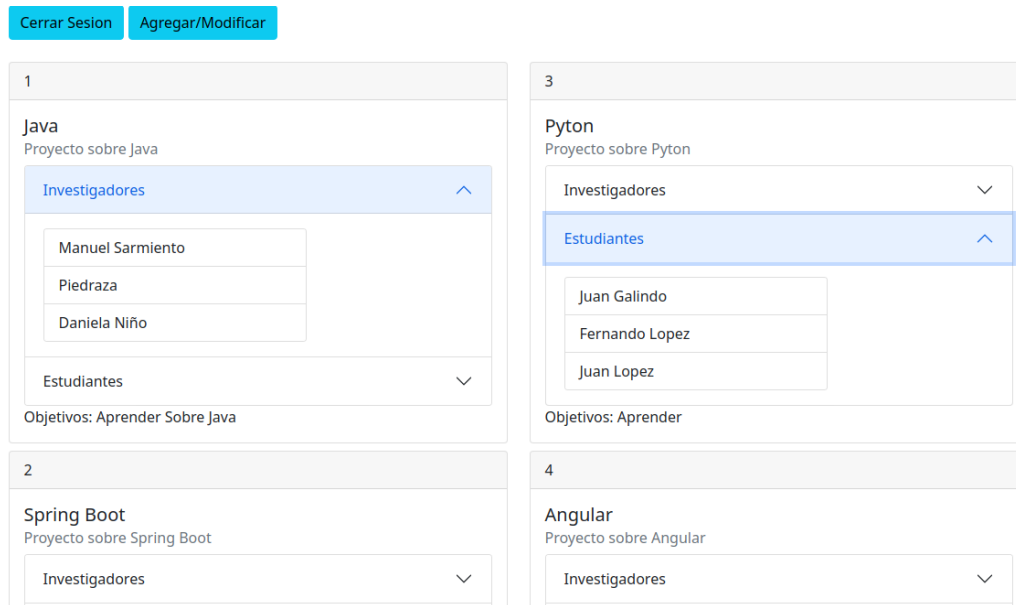 Cerrar Sesion Agregar/Modificar
1
Java
Proyecto sobre Java
Investigadores
Manuel Sarmiento
Piedraza
Daniela Niño
Estudiantes
Objetivos: Aprender Sobre Java
3
Pyton
Proyecto sobre Pyton
Investigadores
Estudiantes
Juan Galindo
Fernando Lopez
Juan Lopez
Objetivos: Aprender
2
Spring Boot
Proyecto sobre Spring Boot
Investigadores
4
Angular
Proyecto sobre Angular
Investigadores